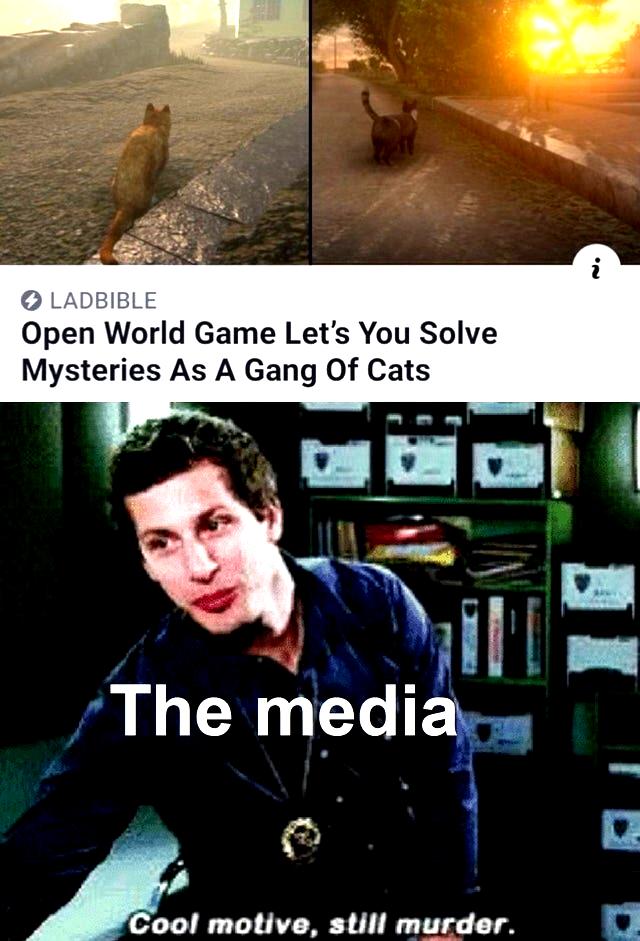 i
LADBIBLE
Open World Game Let's You Solve
Mysteries As A Gang Of Cats
The media
Cool motive, still murder.